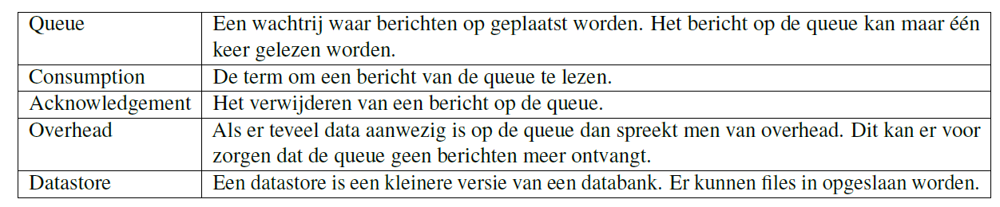 Queue Een wachtrij waar berichten op geplaatst worden. Het bericht op de queue kan maar één
keer gelezen worden.
Consumption De term om een bericht van de queue te lezen.
Acknowledgement Het verwijderen van een bericht op de queue.
Overhead Als er teveel data aanwezig is op de queue dan spreekt men van overhead. Dit kan er voor
zorgen dat de queue geen berichten meer ontvangt.
Datastore Een datastore is een kleinere versie van een databank. Er kunnen files in opgeslaan worden.